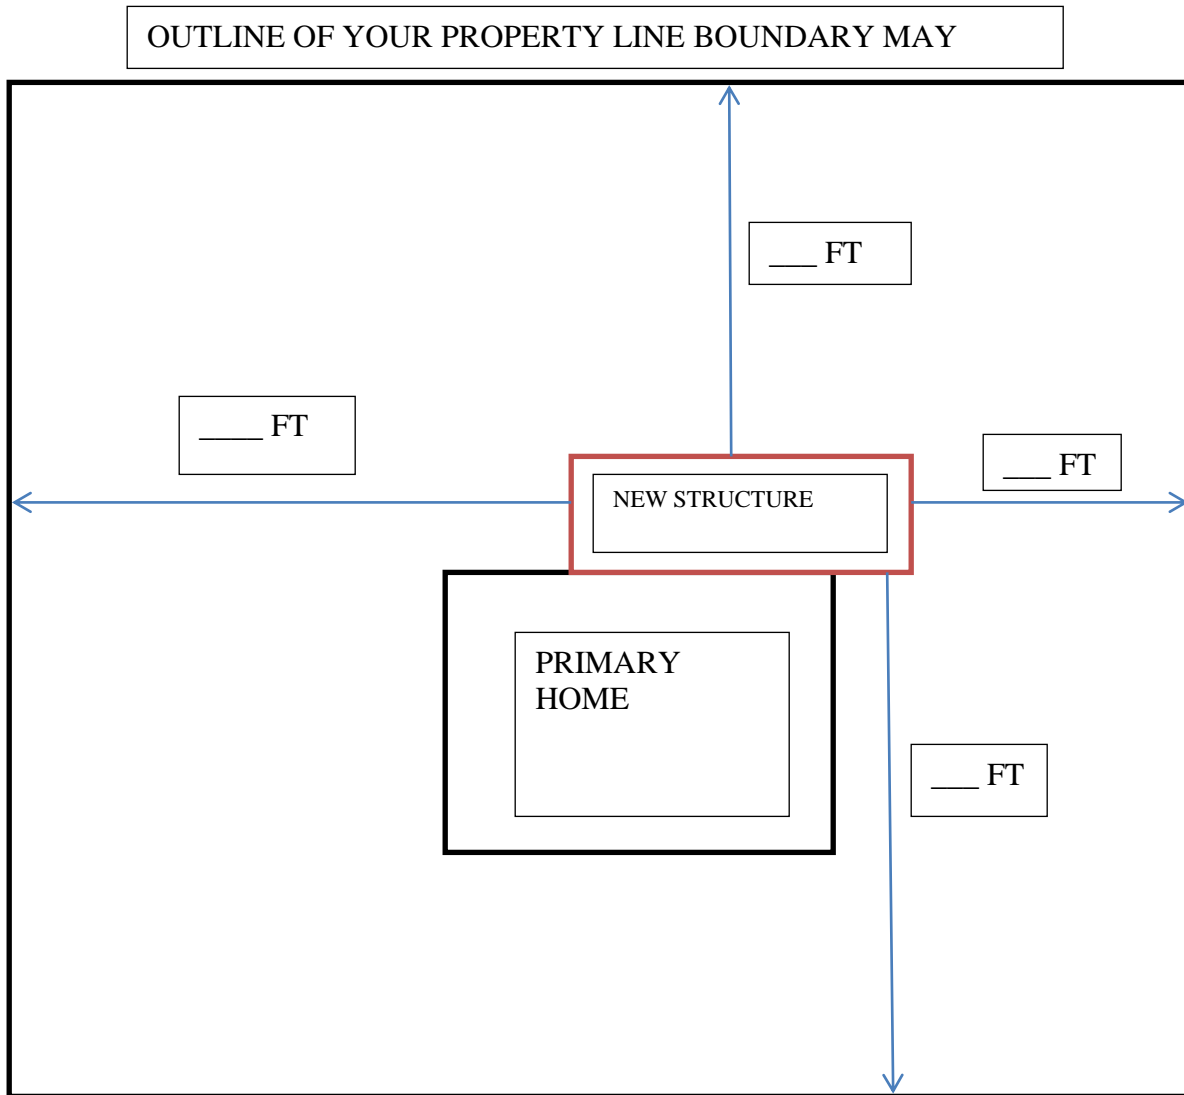 OUTLINE OF YOUR PROPERTY LINE BOUNDARY MAY
___ FT
____ FT
___ FT
NEW STRUCTURE
PRIMARY
HOME
___ FT